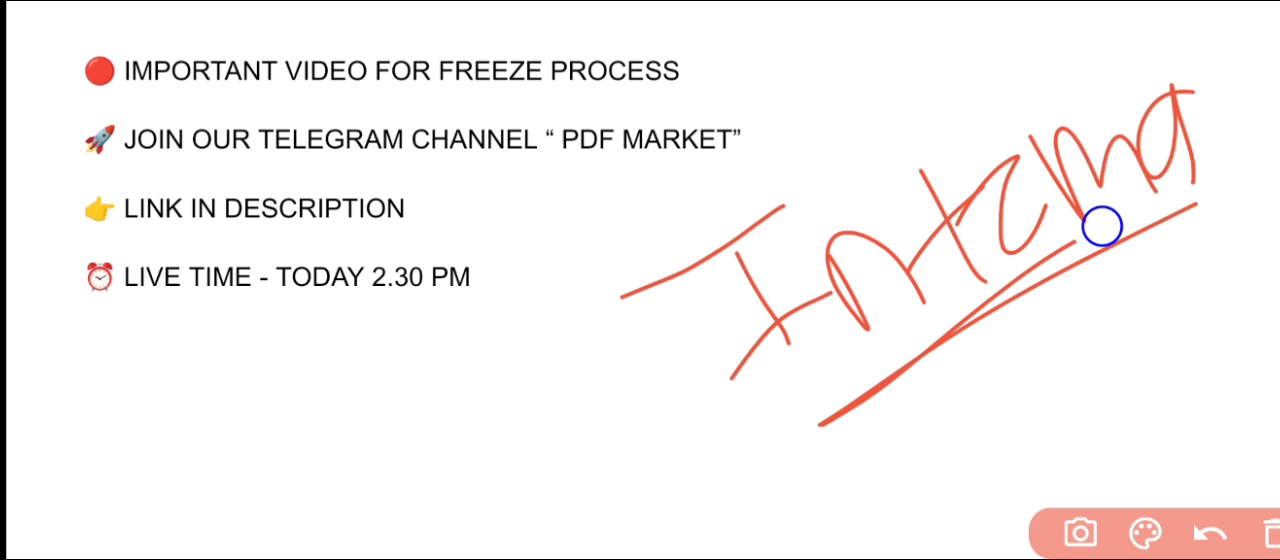 🔴 IMPORTANT VIDEO FOR FREEZE PROCESS
🚀 JOIN OUR TELEGRAM CHANNEL “ PDF MARKET”
👉 LINK IN DESCRIPTION
⏰ LIVE TIME - TODAY 2.30 PM
Interna